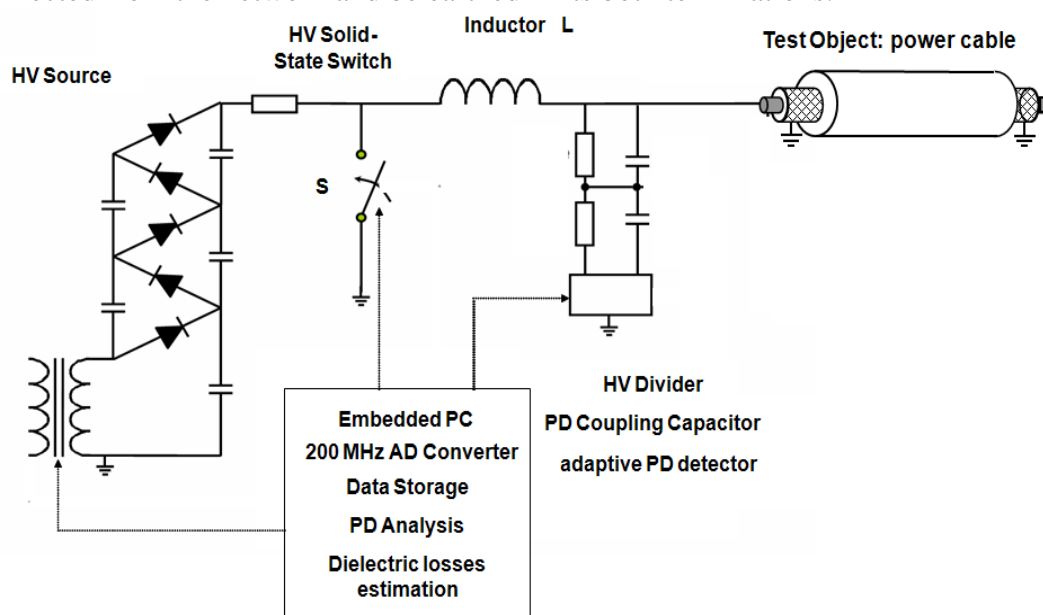 Inductor L
HV Solid-
State Switch
Test Object: power cable
HV Source
S
HV Divider
PD Coupling Capacitor
adaptive PD detector
Embedded PC
200 MHz AD Converter
Data Storage
PD Analysis
Dielectric losses
estimation